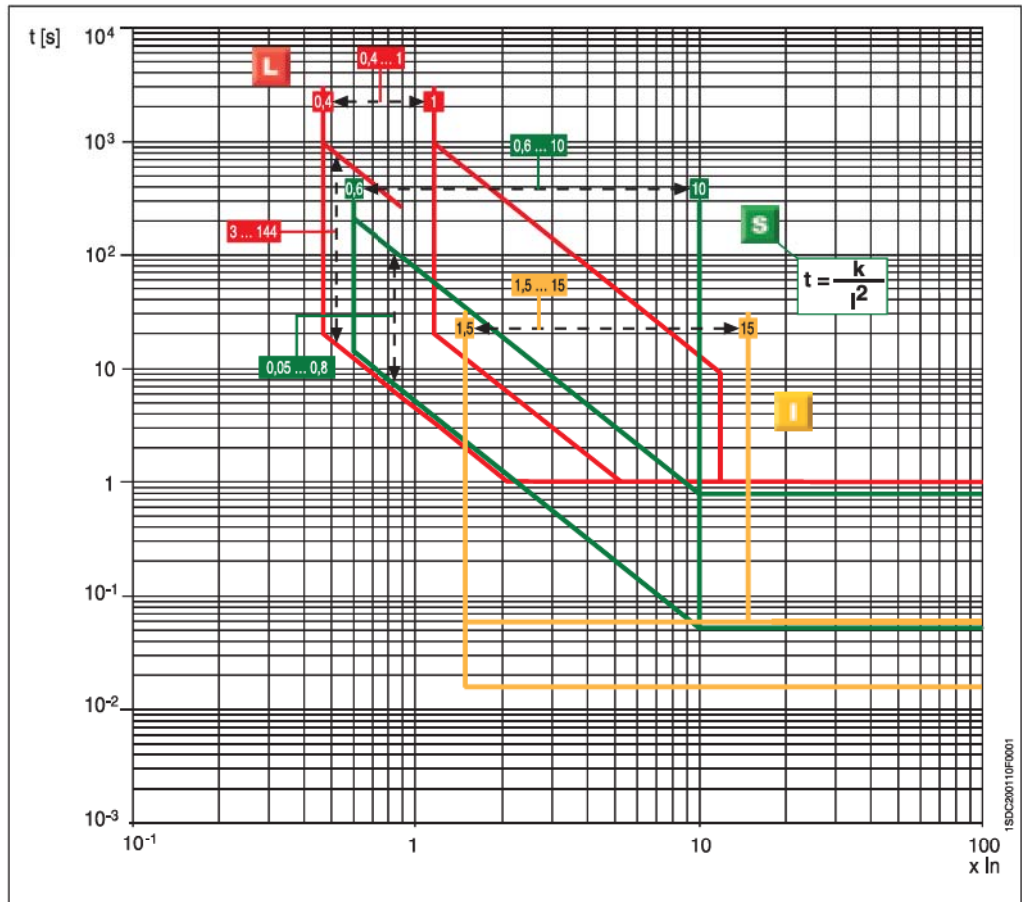 t [s]
10⁴
L
0,4 ... 1
0,4
1
10³
0,6 ... 10
0,6
10
S
3 ... 144
10²
t = k / I²
1,5 ... 15
1,5
15
0,05 ... 0,8
10
I
1
10⁻¹
10⁻²
10⁻³
10⁻¹
1
10
100
x In
1SDC200110F0001